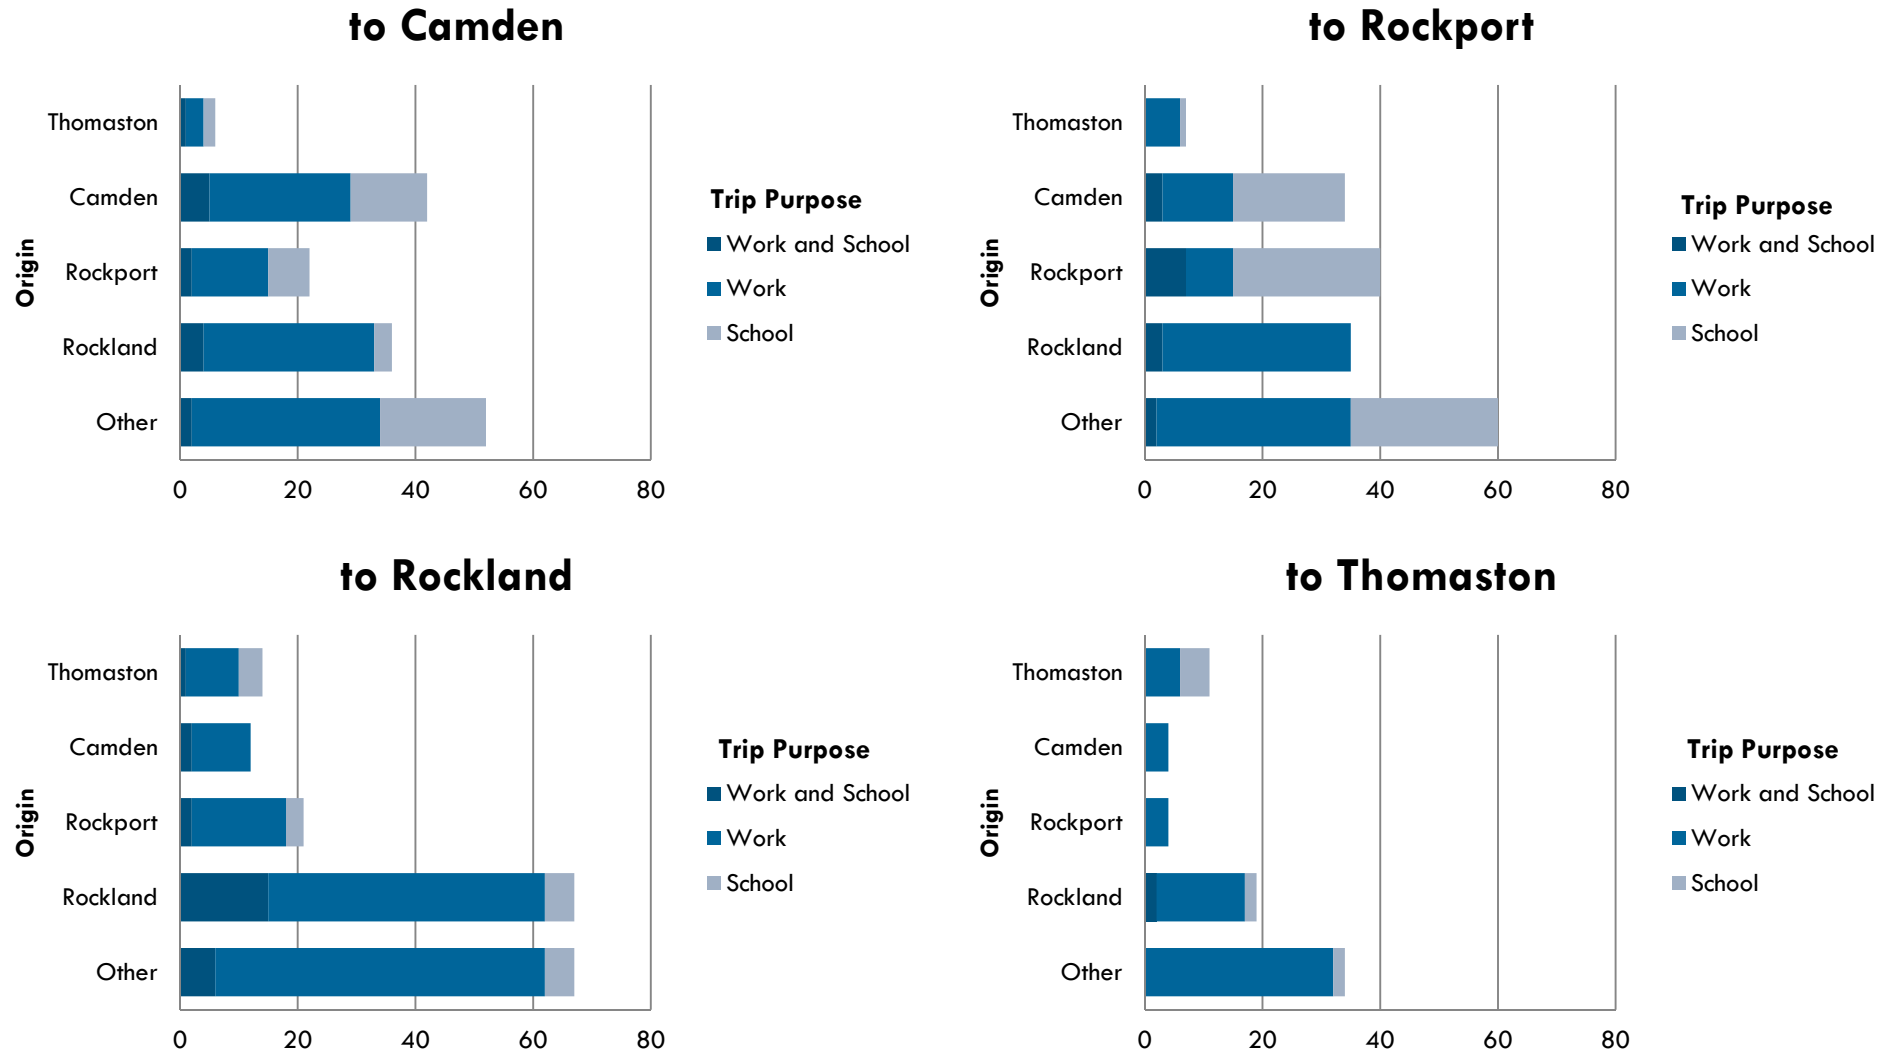 to Camden
Origin
Thomaston
Camden
Rockport
Rockland
Other
0 20 40 60 80
Trip Purpose
Work and School
Work
School
to Rockport
Origin
Thomaston
Camden
Rockport
Rockland
Other
0 20 40 60 80
Trip Purpose
Work and School
Work
School
to Rockland
Origin
Thomaston
Camden
Rockport
Rockland
Other
0 20 40 60 80
Trip Purpose
Work and School
Work
School
to Thomaston
Origin
Thomaston
Camden
Rockport
Rockland
Other
0 20 40 60 80
Trip Purpose
Work and School
Work
School